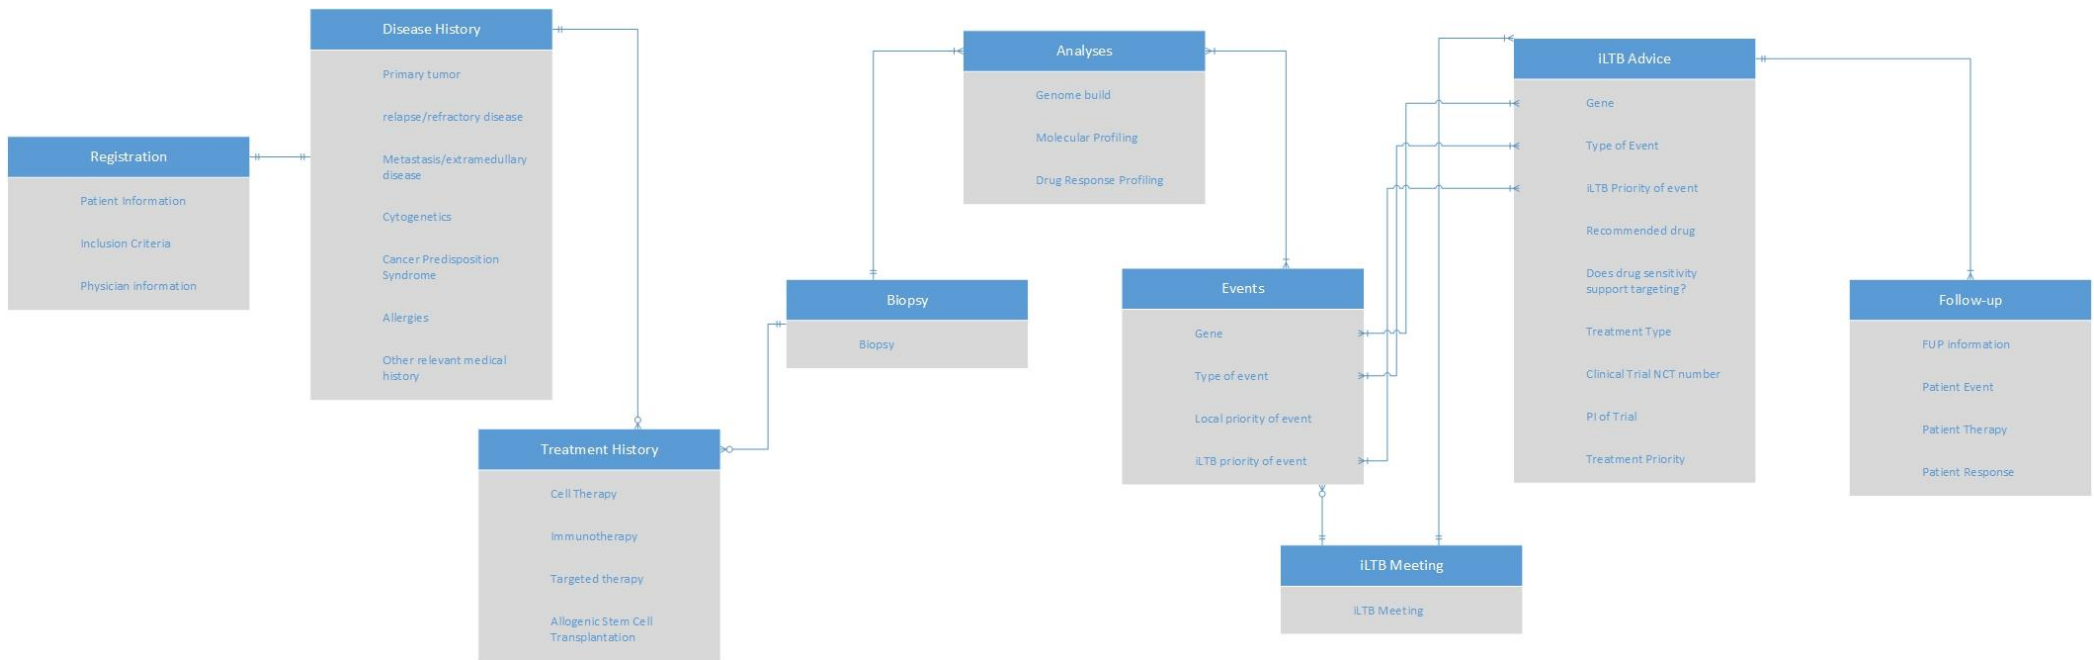 Registration
Patient Information
Inclusion Criteria
Physician information
Disease History
Primary tumor
relapse/refractory disease
Metastasis/extramedullary
disease
Cytogenetics
Cancer Predisposition
Syndrome
Allergies
Other relevant medical
history
Treatment History
Cell Therapy
Immunotherapy
Targeted therapy
Allogenic Stem Cell
Transplantation
Biopsy
Biopsy
Analyses
Genome build
Molecular Profiling
Drug Response Profiling
Events
Gene
Type of event
Local priority of event
iLTB priority of event
iLTB Meeting
iLTB Meeting
iLTB Advice
Gene
Type of Event
iLTB Priority of event
Recommended drug
Does drug sensitivity
support targeting?
Treatment Type
Clinical Trial NCT number
PI of Trial
Treatment Priority
Follow-up
FUP information
Patient Event
Patient Therapy
Patient Response